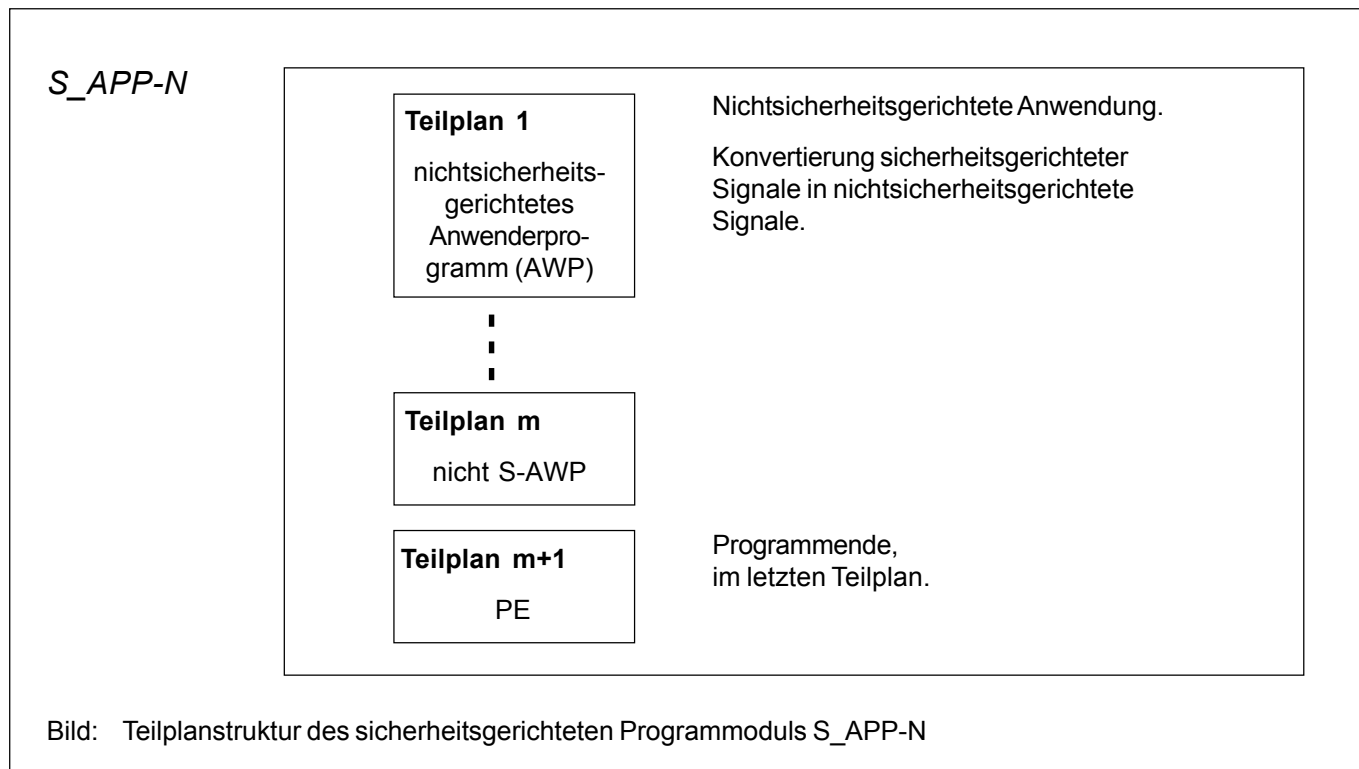 S_APP-N
Teilplan 1
nichtsicherheits-
gerichtetes
Anwenderpro-
gramm (AWP)
Nichtsicherheitsgerichtete Anwendung.
Konvertierung sicherheitsgerichteter
Signale in nichtsicherheitsgerichtete
Signale.
Teilplan m
nicht S-AWP
Teilplan m+1
PE
Programmende,
im letzten Teilplan.
Bild: Teilplanstruktur des sicherheitsgerichteten Programmoduls S_APP-N